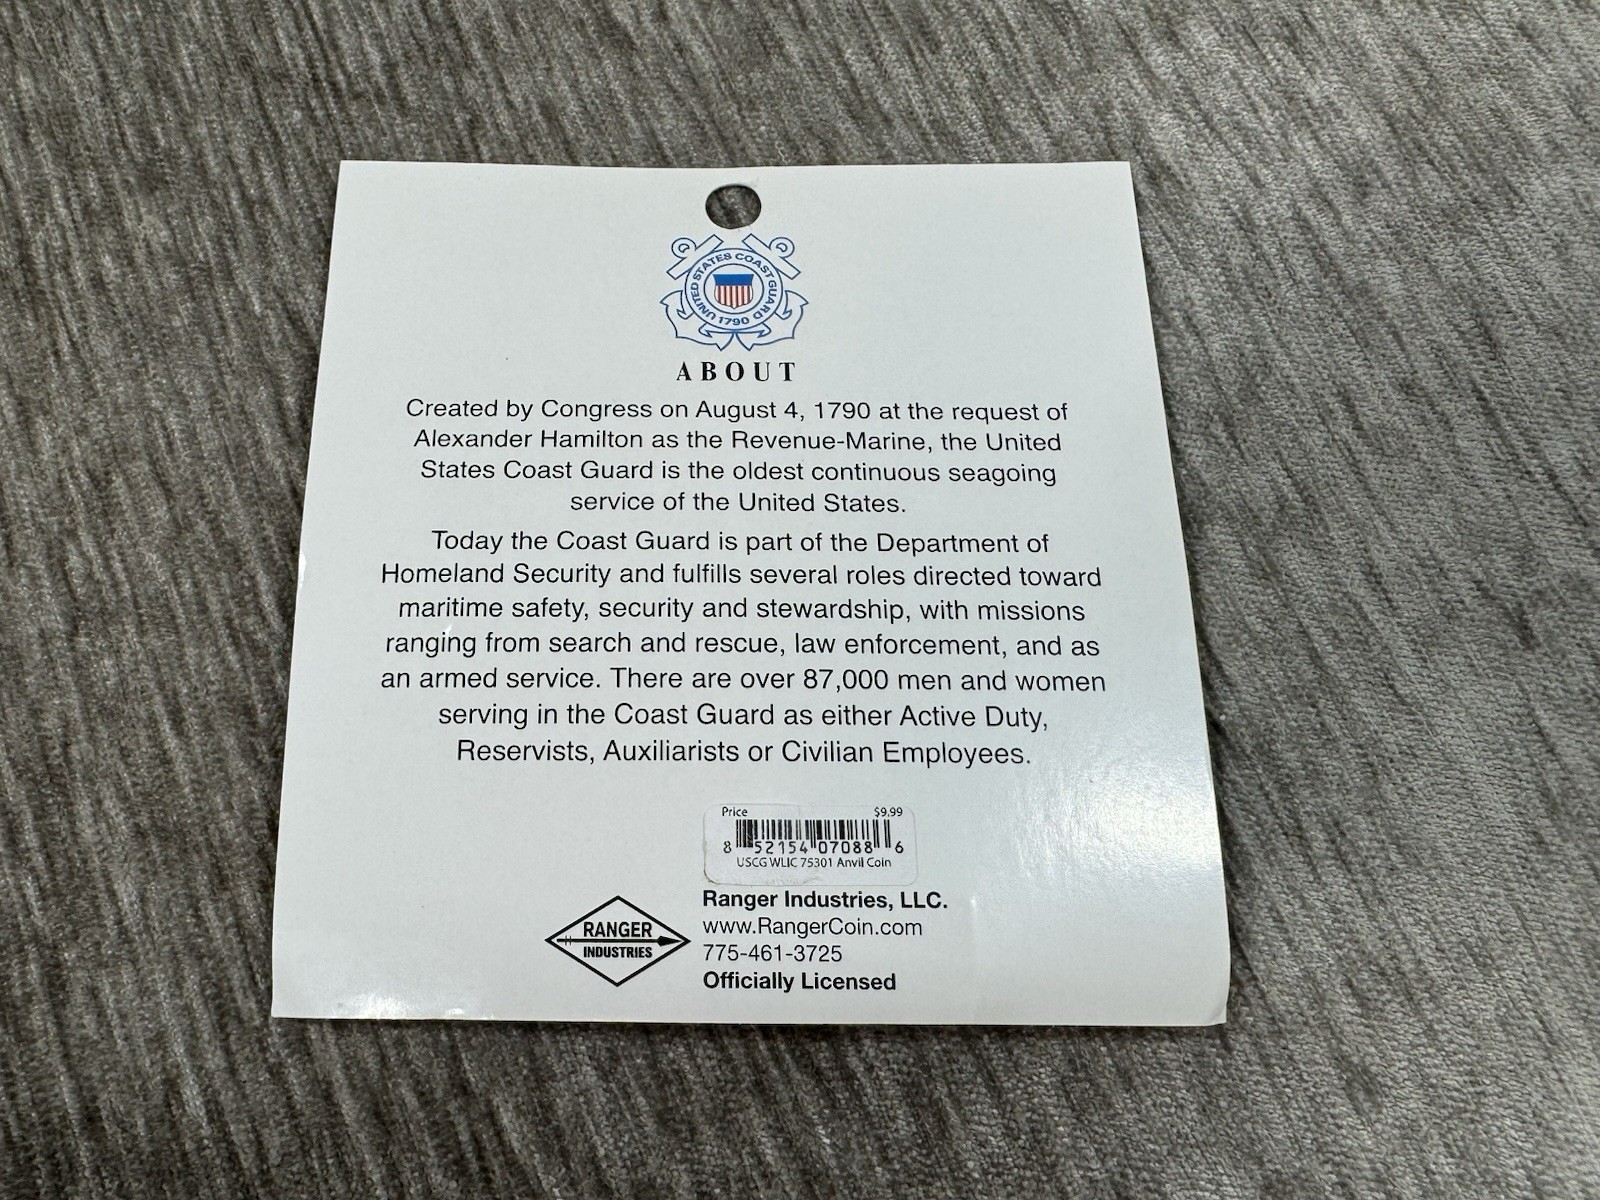 UNITED STATES COAST GUARD
1790
ABOUT
Created by Congress on August 4, 1790 at the request of
Alexander Hamilton as the Revenue-Marine, the United
States Coast Guard is the oldest continuous seagoing
service of the United States.
Today the Coast Guard is part of the Department of
Homeland Security and fulfills several roles directed toward
maritime safety, security and stewardship, with missions
ranging from search and rescue, law enforcement, and as
an armed service. There are over 87,000 men and women
serving in the Coast Guard as either Active Duty,
Reservists, Auxiliarists or Civilian Employees.
Price $9.99
8 52154 07088 6
USCG WLIC 75301 Anvil Coin
RANGER
INDUSTRIES
Ranger Industries, LLC.
www.RangerCoin.com
775-461-3725
Officially Licensed